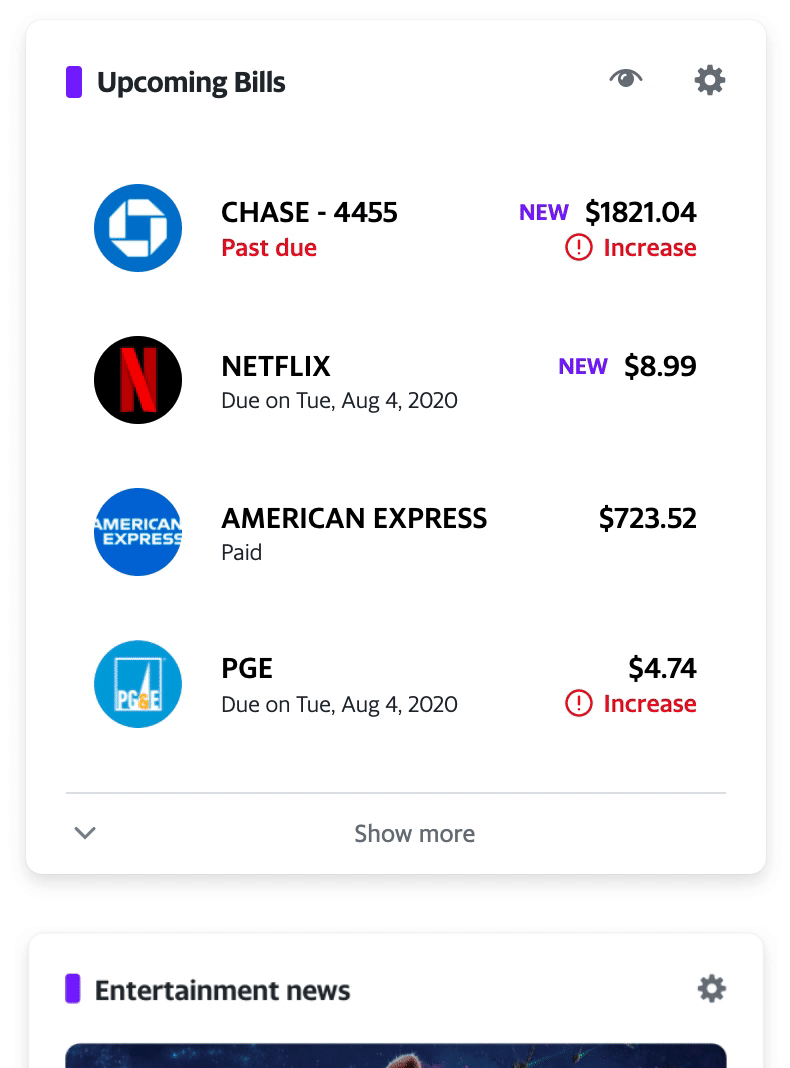 Upcoming Bills
CHASE - 4455
NEW $1821.04
Past due
Increase
NETFLIX
NEW $8.99
Due on Tue, Aug 4, 2020
AMERICAN EXPRESS
AMERICAN EXPRESS
$723.52
Paid
PG&E
PGE
$4.74
Due on Tue, Aug 4, 2020
Increase
Show more
Entertainment news